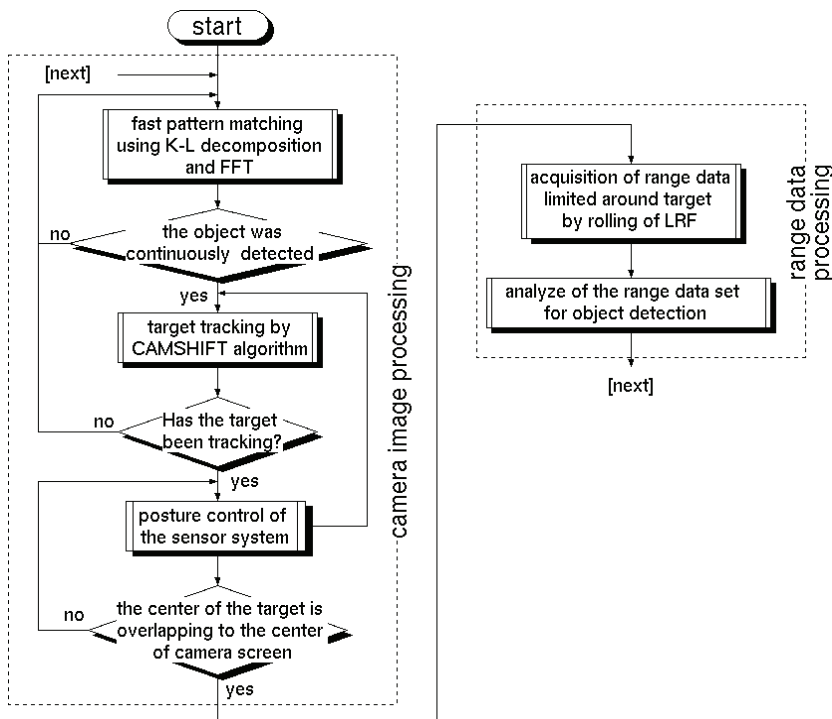 start
[next]
fast pattern matching
using K-L decomposition
and FFT
no
the object was
continuously detected
yes
target tracking by
CAMSHIFT algorithm
no
Has the target
been tracking?
yes
posture control of
the sensor system
no
the center of the target is
overlapping to the center
of camera screen
yes
camera image processing
acquisition of range data
limited around target
by rolling of LRF
analyze of the range data set
for object detection
[next]
range data
processing